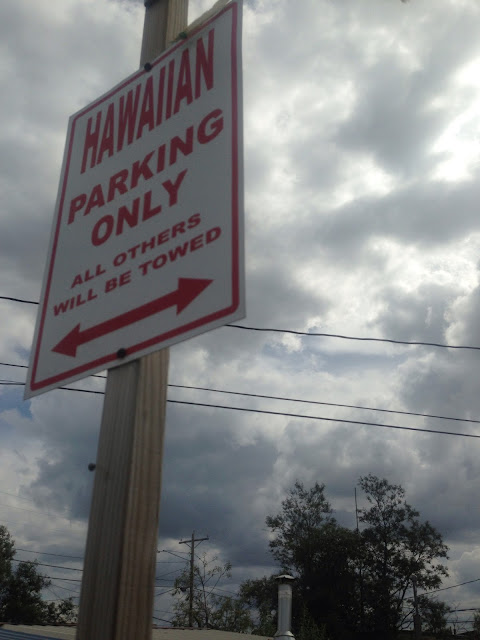 HAWAIIAN
PARKING
ONLY
ALL OTHERS
WILL BE TOWED